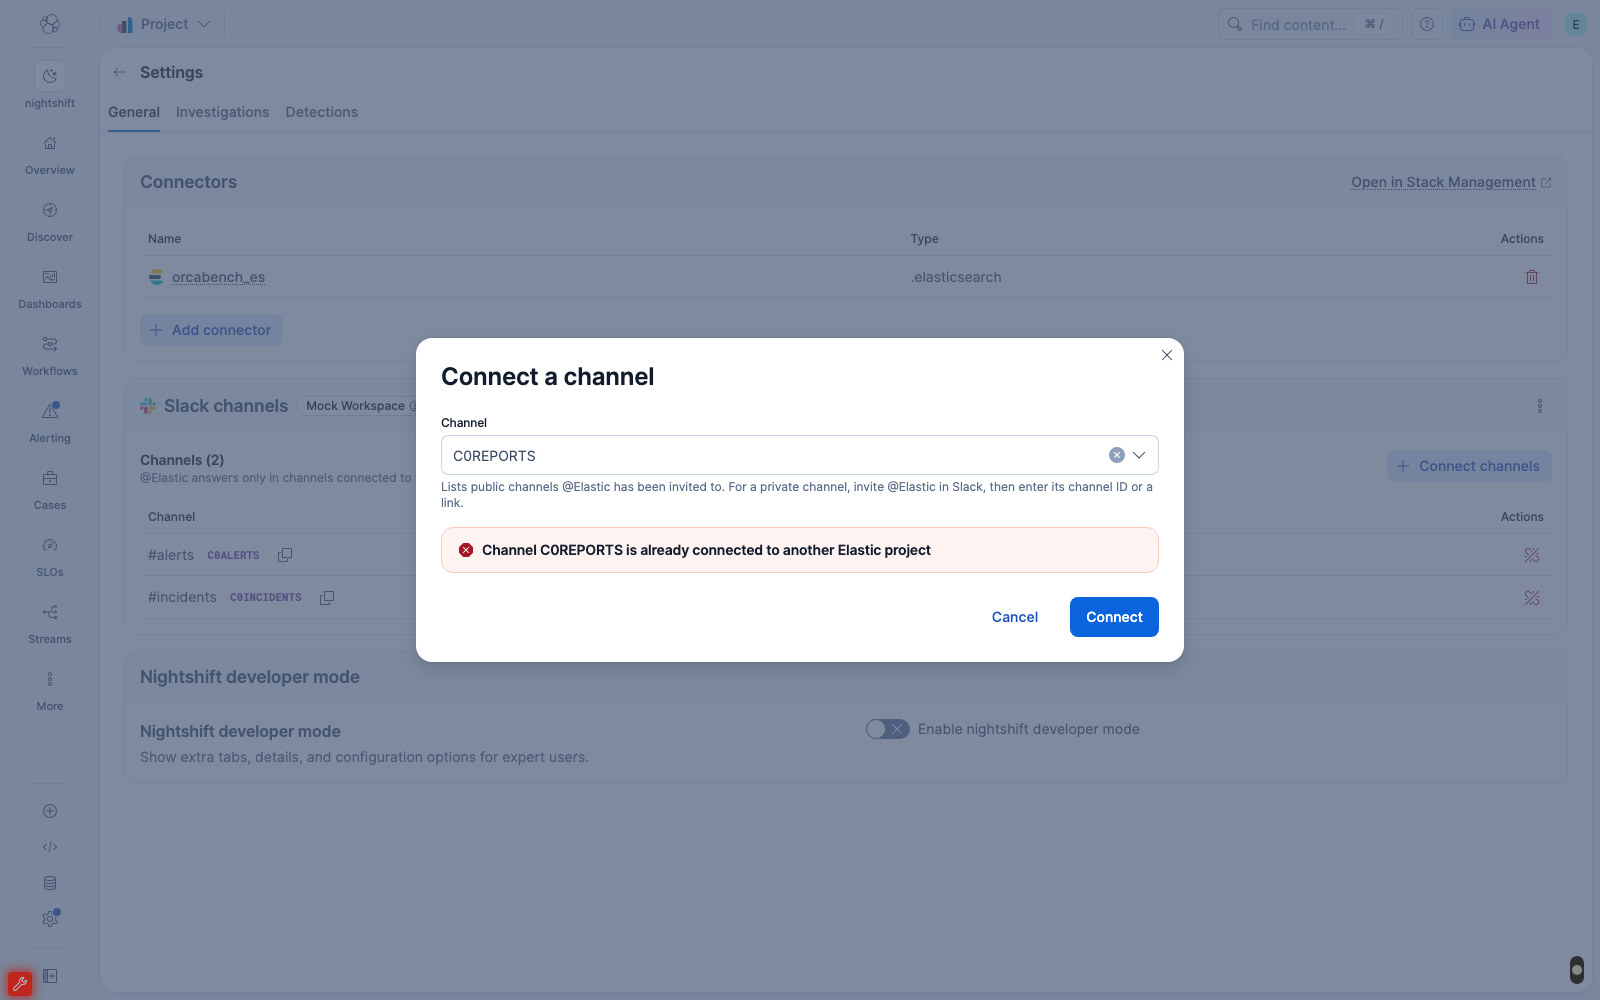 Project
Find content...
⌘ /
AI Agent
E
nightshift
Overview
Discover
Dashboards
Workflows
Alerting
Cases
SLOs
Streams
More
Settings
General
Investigations
Detections
Connectors
Open in Stack Management
Name
Type
Actions
orcabench_es
.elasticsearch
Add connector
Slack channels
Mock Workspace
Channels (2)
@Elastic answers only in channels connected to
Connect channels
Channel
Actions
#alerts
C0ALERTS
#incidents
C0INCIDENTS
Connect a channel
Channel
C0REPORTS
Lists public channels @Elastic has been invited to. For a private channel, invite @Elastic in Slack, then enter its channel ID or a
link.
Channel C0REPORTS is already connected to another Elastic project
Cancel
Connect
Nightshift developer mode
Nightshift developer mode
Show extra tabs, details, and configuration options for expert users.
Enable nightshift developer mode